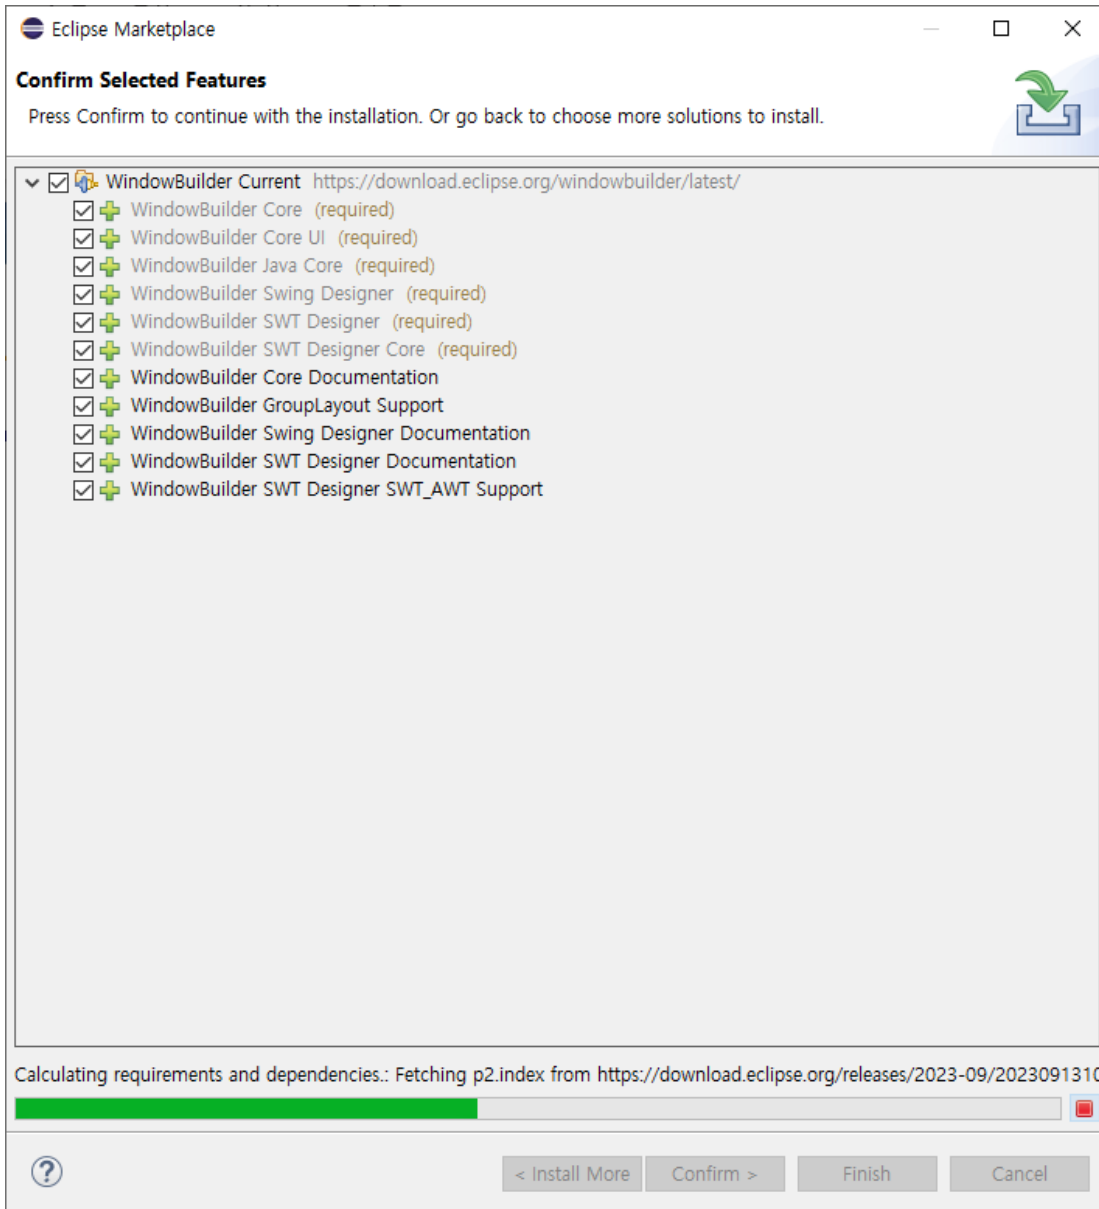 Eclipse Marketplace
Confirm Selected Features
Press Confirm to continue with the installation. Or go back to choose more solutions to install.
WindowBuilder Current https://download.eclipse.org/windowbuilder/latest/
WindowBuilder Core (required)
WindowBuilder Core UI (required)
WindowBuilder Java Core (required)
WindowBuilder Swing Designer (required)
WindowBuilder SWT Designer (required)
WindowBuilder SWT Designer Core (required)
WindowBuilder Core Documentation
WindowBuilder GroupLayout Support
WindowBuilder Swing Designer Documentation
WindowBuilder SWT Designer Documentation
WindowBuilder SWT Designer SWT_AWT Support
Calculating requirements and dependencies.: Fetching p2.index from https://download.eclipse.org/releases/2023-09/2023091310
< Install More Confirm > Finish Cancel